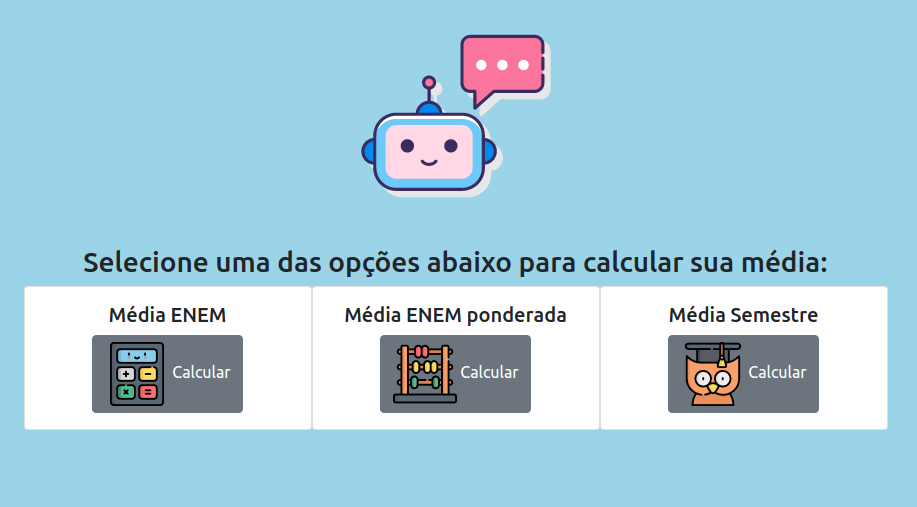 Selecione uma das opções abaixo para calcular sua média:
Média ENEM
Calcular
Média ENEM ponderada
Calcular
Média Semestre
Calcular